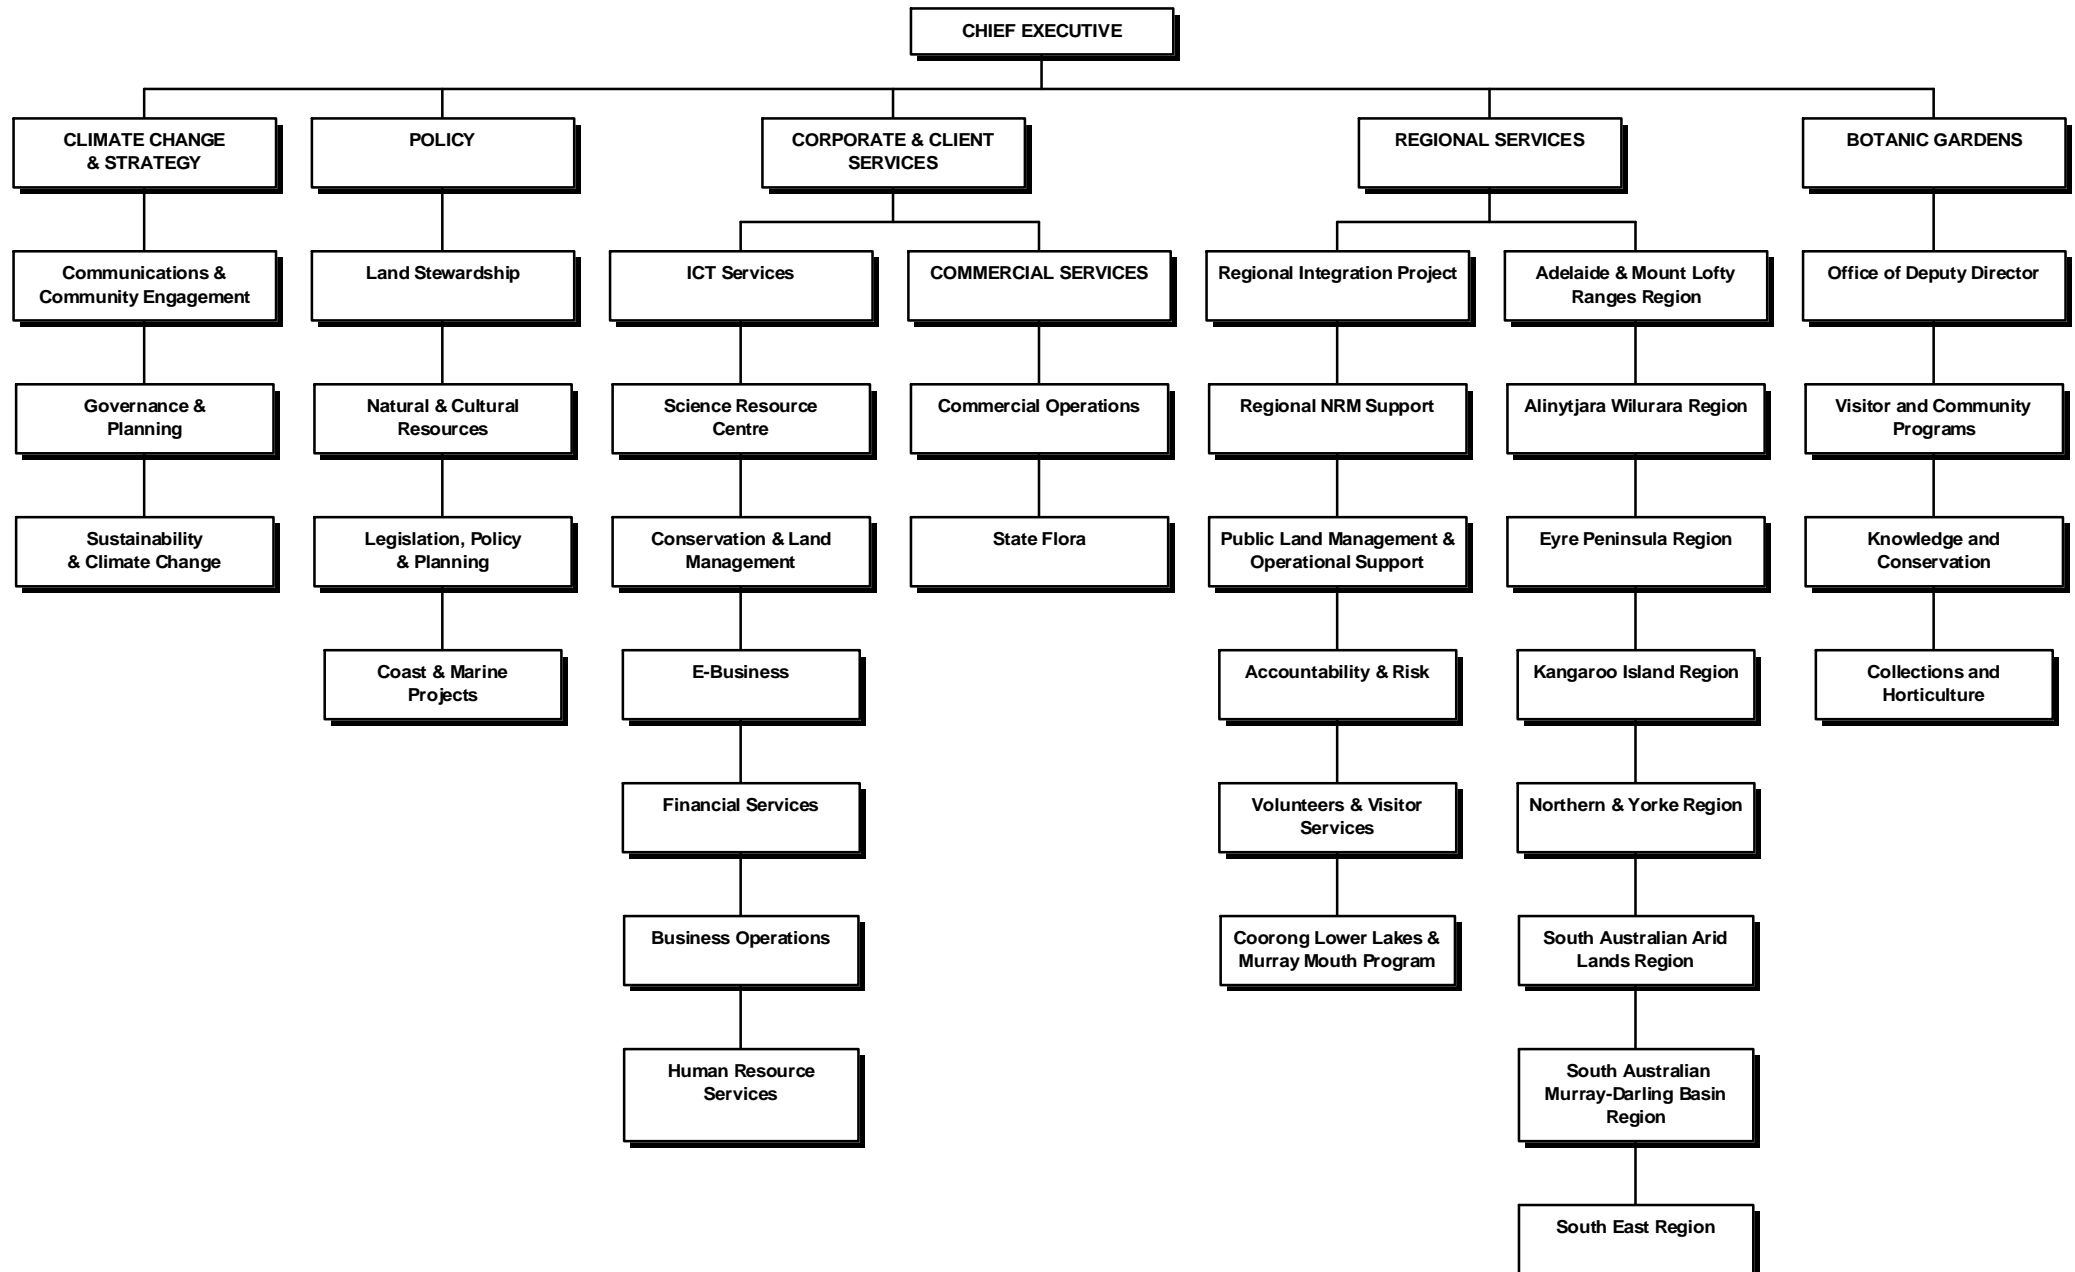 CHIEF EXECUTIVE
CLIMATE CHANGE
& STRATEGY
POLICY
CORPORATE & CLIENT
SERVICES
REGIONAL SERVICES
BOTANIC GARDENS
Communications &
Community Engagement
Land Stewardship
ICT Services
COMMERCIAL SERVICES
Regional Integration Project
Adelaide & Mount Lofty
Ranges Region
Office of Deputy Director
Governance &
Planning
Natural & Cultural
Resources
Science Resource
Centre
Commercial Operations
Regional NRM Support
Alinytjara Wilurara Region
Visitor and Community
Programs
Sustainability
& Climate Change
Legislation, Policy
& Planning
Conservation & Land
Management
State Flora
Public Land Management &
Operational Support
Eyre Peninsula Region
Knowledge and
Conservation
Coast & Marine
Projects
E-Business
Accountability & Risk
Kangaroo Island Region
Collections and
Horticulture
Financial Services
Volunteers & Visitor
Services
Northern & Yorke Region
Business Operations
Coorong Lower Lakes &
Murray Mouth Program
South Australian Arid
Lands Region
Human Resource
Services
South Australian
Murray-Darling Basin
Region
South East Region